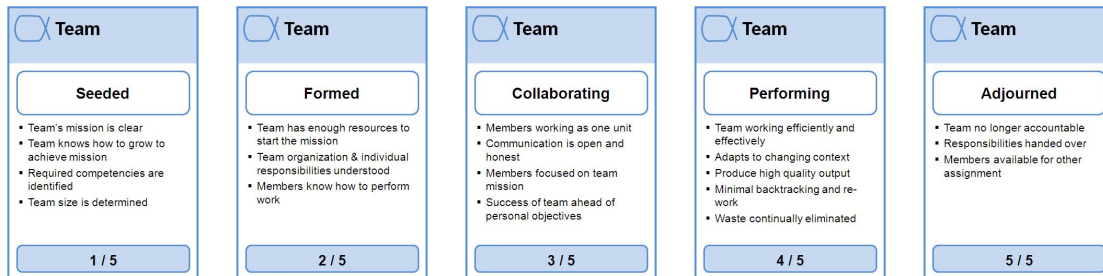 Team
Seeded
▪ Team's mission is clear
▪ Team knows how to grow to
achieve mission
▪ Required competencies are
identified
▪ Team size is determined
1 / 5
Team
Formed
▪ Team has enough resources to
start the mission
▪ Team organization & individual
responsibilities understood
▪ Members know how to perform
work
2 / 5
Team
Collaborating
▪ Members working as one unit
▪ Communication is open and
honest
▪ Members focused on team
mission
▪ Success of team ahead of
personal objectives
3 / 5
Team
Performing
▪ Team working efficiently and
effectively
▪ Adapts to changing context
▪ Produce high quality output
▪ Minimal backtracking and re-
work
▪ Waste continually eliminated
4 / 5
Team
Adjourned
▪ Team no longer accountable
▪ Responsibilities handed over
▪ Members available for other
assignment
5 / 5